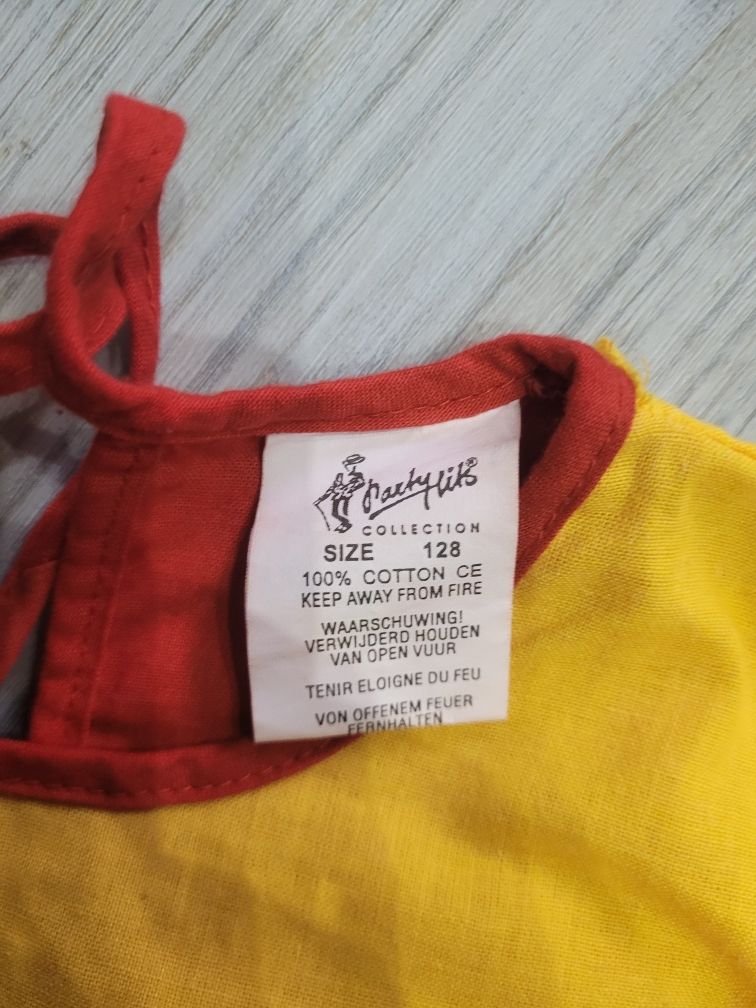 Partylife®
COLLECTION
SIZE 128
100% COTTON CE
KEEP AWAY FROM FIRE
WAARSCHUWING!
VERWIJDERD HOUDEN
VAN OPEN VUUR
TENIR ELOIGNE DU FEU
VON OFFENEM FEUER
FERNHALTEN